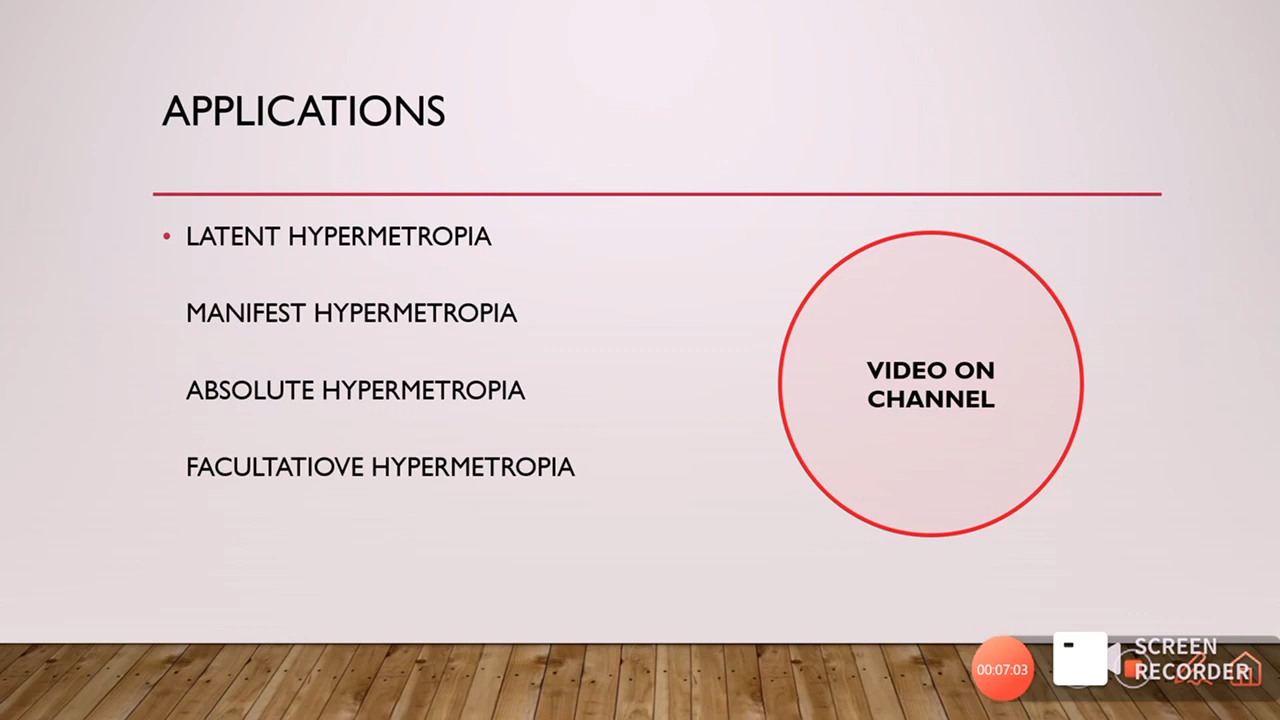 APPLICATIONS
• LATENT HYPERMETROPIA
MANIFEST HYPERMETROPIA
ABSOLUTE HYPERMETROPIA
FACULTATIOVE HYPERMETROPIA
VIDEO ON
CHANNEL
00:07:03
SCREEN
RECORDER